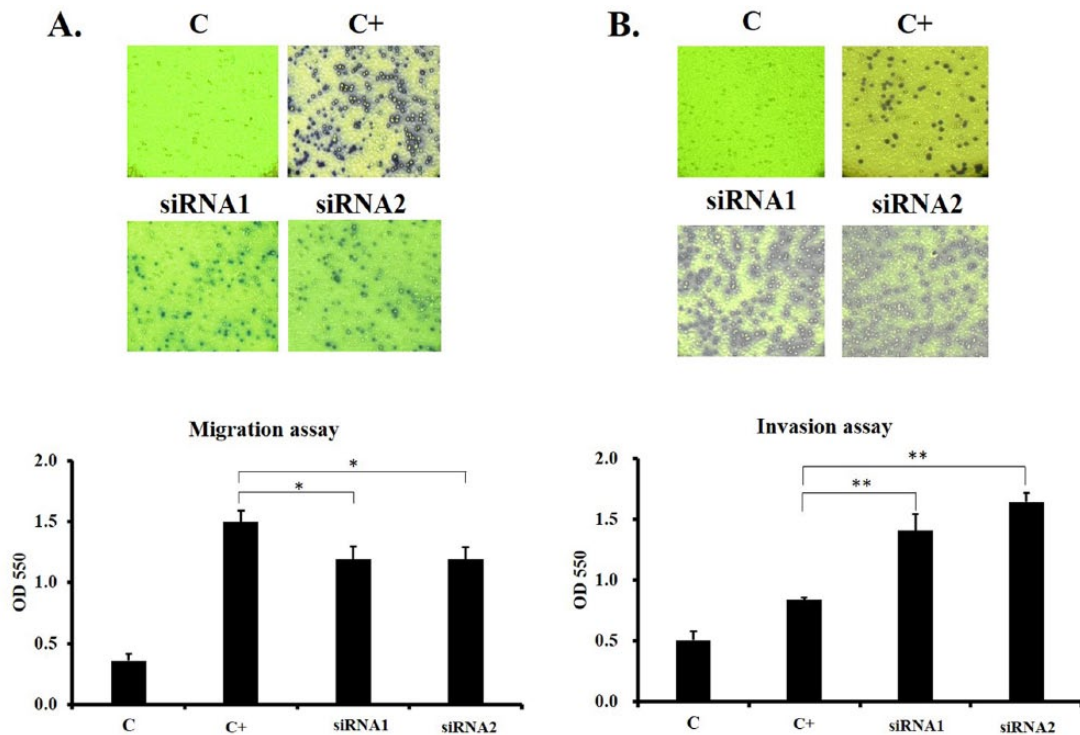 A.
C C+
siRNA1 siRNA2
Migration assay
2.0
* 
*
1.5
OD 550
1.0
0.5
0.0
C C+ siRNA1 siRNA2
B.
C C+
siRNA1 siRNA2
Invasion assay
2.0
**
**
1.5
OD 550
1.0
0.5
0.0
C C+ siRNA1 siRNA2